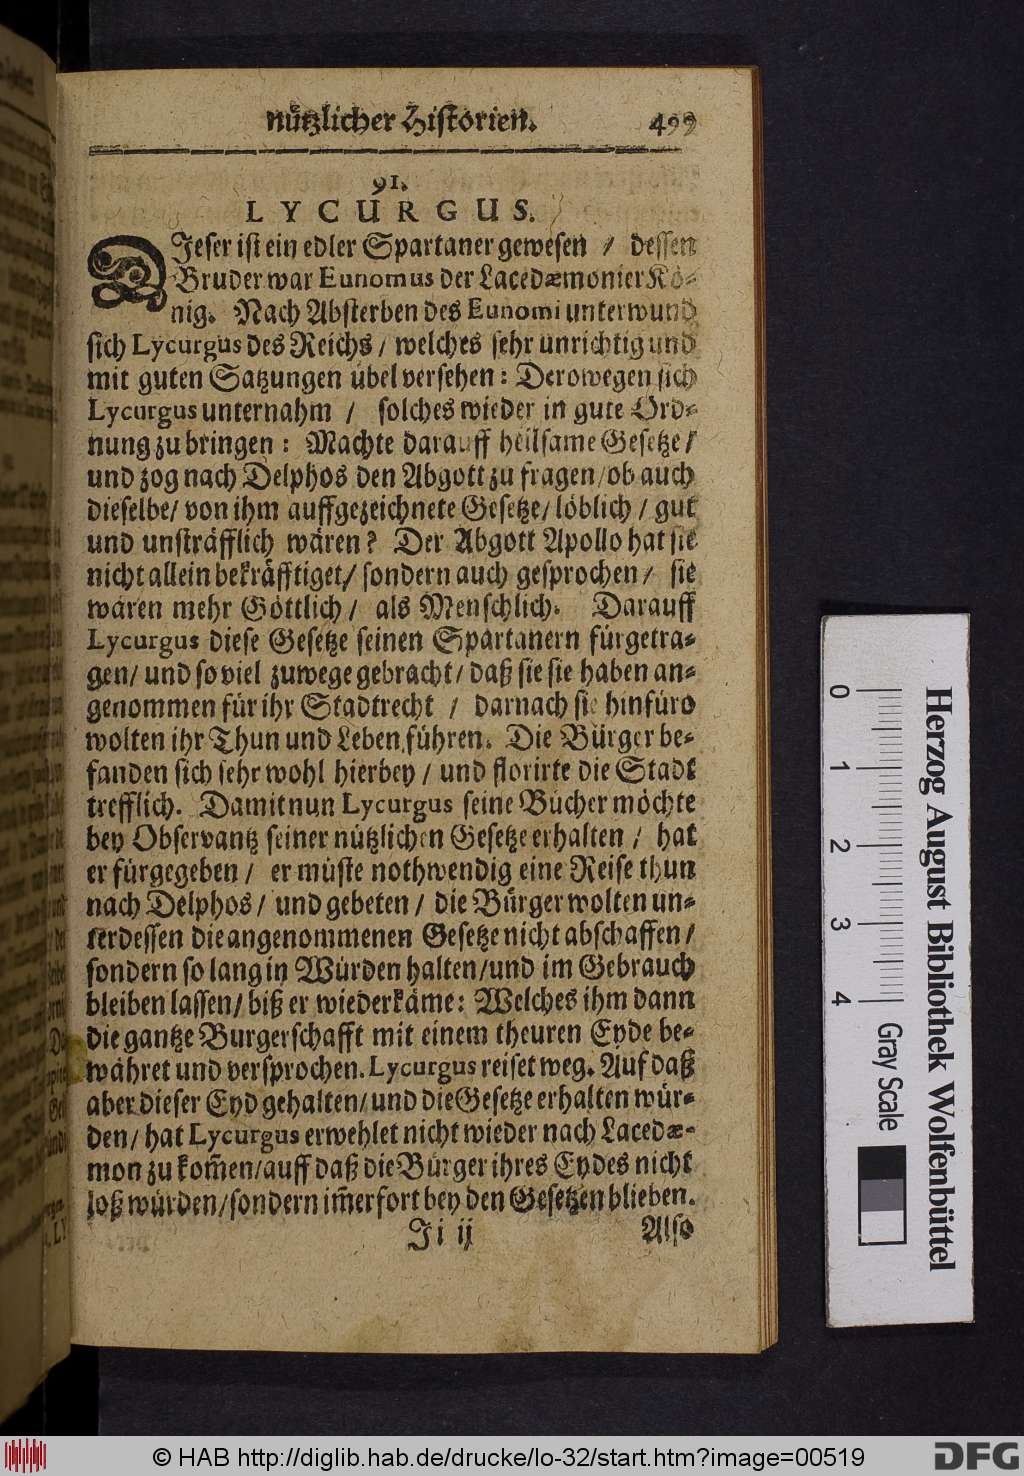 nützlicher Historien. 499
91.
LYCURGUS.
DIeser ist ein edler Spartaner gewesen / dessen
Bruder war Eunomus der Lacedæmonier Kö-
nig. Nach Absterben des Eunomi unterwund
sich Lycurgus des Reichs / welches sehr unrichtig und
mit guten Satzungen übel versehen: Derowegen sich
Lycurgus unternahm / solches wieder in gute Ord-
nung zu bringen: Machte darauff heilsame Gesetze /
und zog nach Delphos den Abgott zu fragen / ob auch
dieselbe / von ihm auffgezeichnete Gesetze / löblich / gut
und unsträfflich wären? Der Abgott Apollo hat sie
nicht allein bekräfftiget / sondern auch gesprochen / sie
wären mehr Göttlich / als Menschlich. Darauff
Lycurgus diese Gesetze seinen Spartanern fürgetra-
gen / und so viel zuwege gebracht / daß sie sie haben an-
genommen für ihr Stadtrecht / darnach sie hinfüro
wolten ihr Thun und Leben führen. Die Bürger be-
fanden sich sehr wohl hierbey / und florirte die Stadt
trefflich. Damit nun Lycurgus seine Bücher möchte
bey Observantz seiner nützlichen Gesetze erhalten / hat
er fürgegeben / er müste nothwendig eine Reise thun
nach Delphos / und gebeten / die Bürger wolten un-
terdessen die angenommenen Gesetze nicht abschaffen /
sondern so lang in Würden halten / und im Gebrauch
bleiben lassen / biß er wiederkäme: Welches ihm dann
die gantze Burgerschafft mit einem theuren Eyde be-
währet und versprochen. Lycurgus reiset weg. Auf daß
aber dieser Eyd gehalten / und die Gesetze erhalten wür-
den / hat Lycurgus erwehlet nicht wieder nach Lacedæ-
mon zu kom̃en / auff daß die Bürger ihres Eydes nicht
loß würden / sondern im̃erfort bey den Gesetzen blieben.
Ji ij Also
0 1 2 3 4
Gray Scale
Herzog August Bibliothek Wolfenbüttel
© HAB http://diglib.hab.de/drucke/lo-32/start.htm?image=00519
DFG